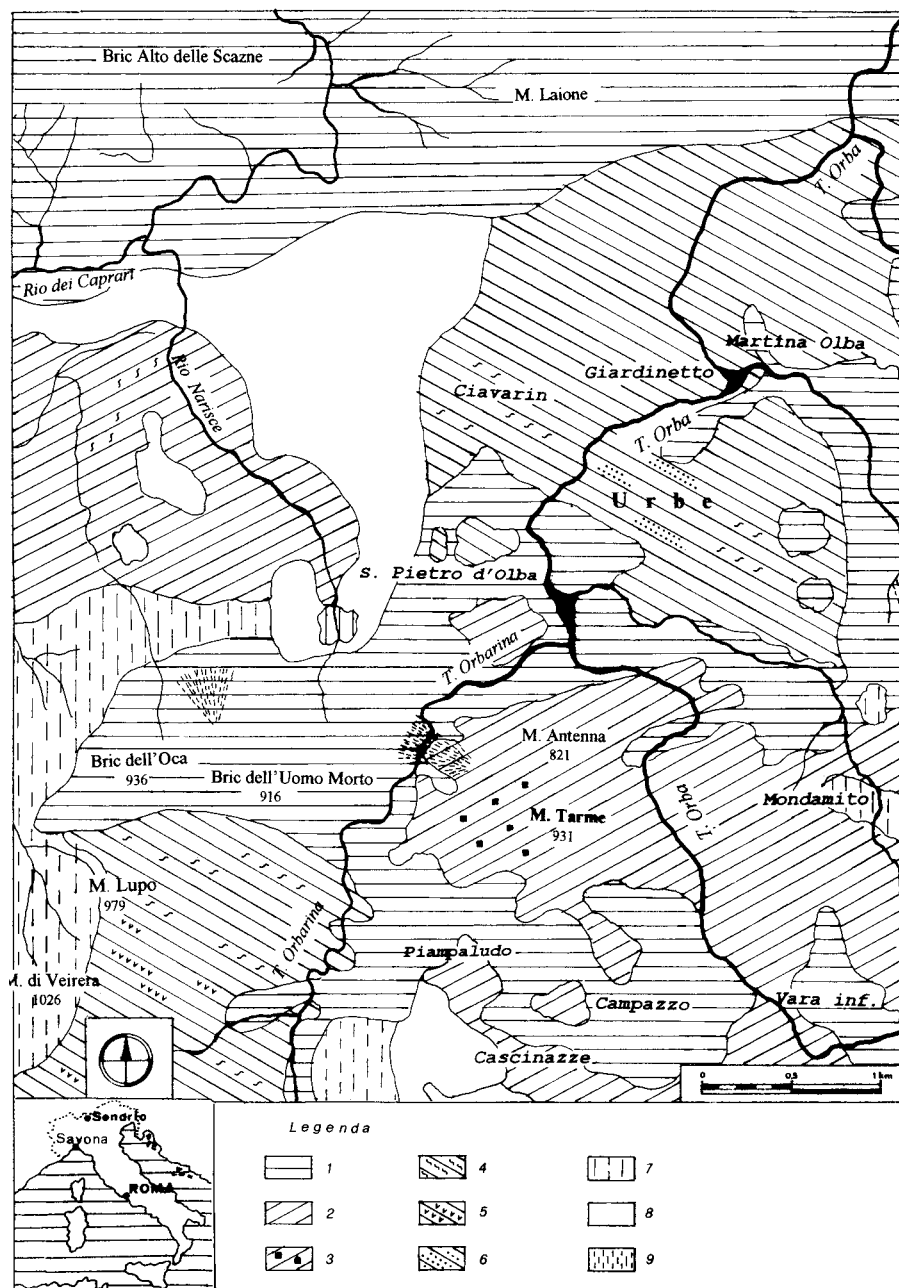 Bric Alto delle Scazne
M. Laione
T. Orba
Rio dei Caprari
Rio Narisce
Martina Olba
Giardinetto
Ciavarin
T. Orba
Urbe
S. Pietro d'Olba
T. Orbarina
M. Antenna
821
Bric dell'Oca
936
Bric dell'Uomo Morto
916
Mondamito
M. Tarme
931
T. Orba
M. Lupo
979
T. Orbarina
Piampaludo
M. di Veirera
1026
Campazzo
Vara inf.
Cascinazze
0 0,5 1 km
Sondrio
Savona
ROMA
Legenda
1
4
7
2
5
8
3
6
9